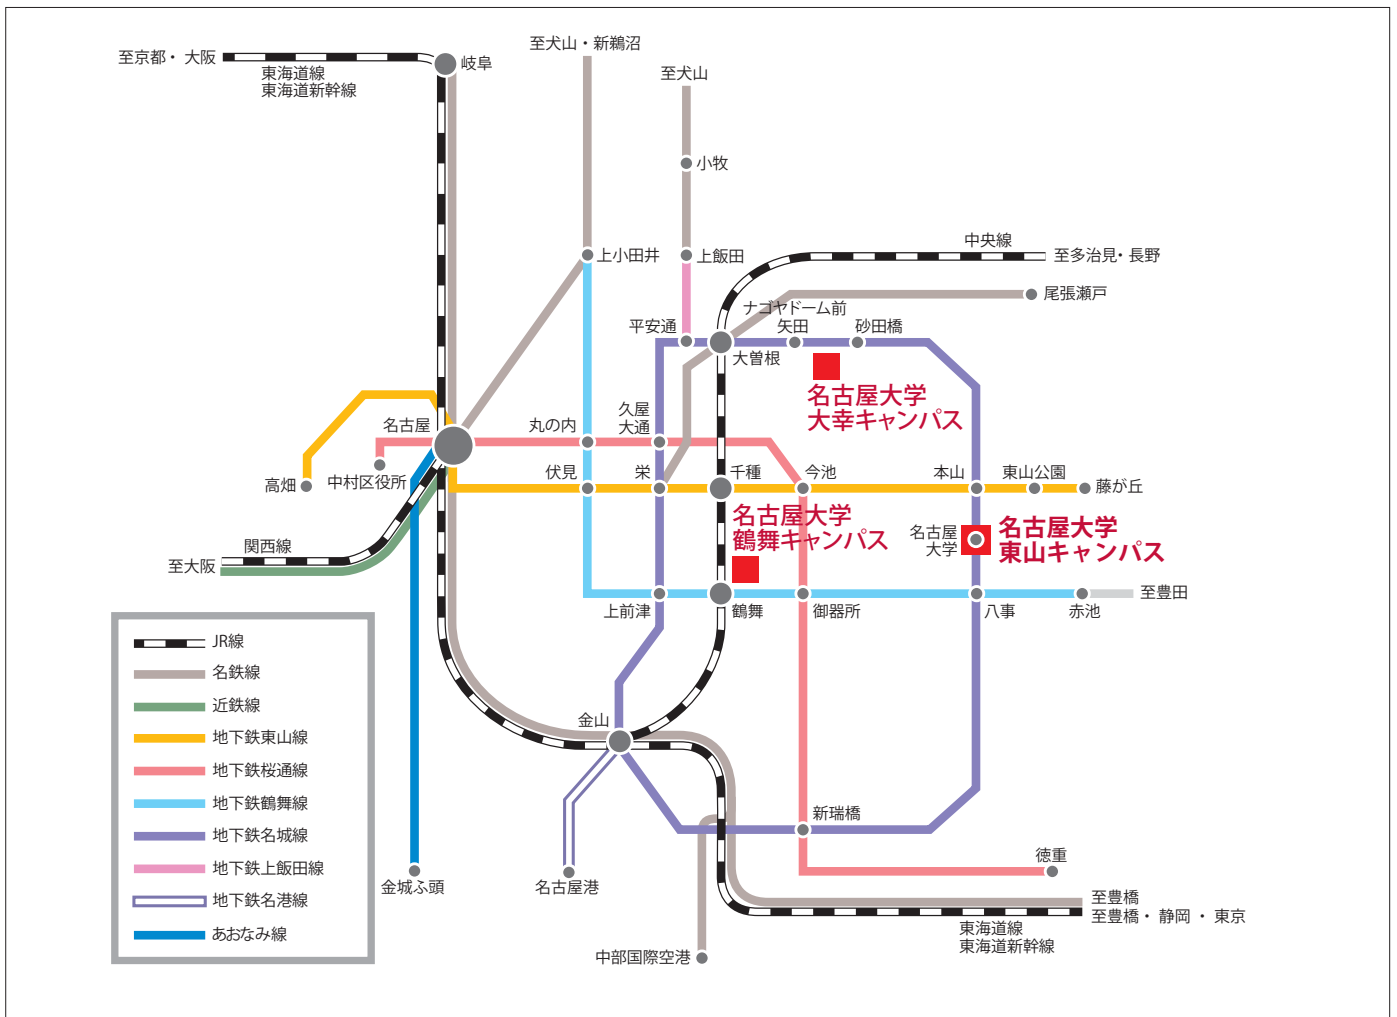 至犬山・新鵜沼
至京都・ 大阪
東海道線
東海道新幹線
岐阜
至犬山
小牧
上小田井
上飯田
中央線
至多治見・長野
尾張瀬戸
ナゴヤドーム前
矢田
砂田橋
平安通
大曽根
名古屋大学
大幸キャンパス
名古屋
丸の内
久屋
大通
高畑
中村区役所
伏見
栄
千種
今池
本山
東山公園
藤が丘
名古屋大学
鶴舞キャンパス
名古屋
大学
名古屋大学
東山キャンパス
関西線
至大阪
上前津
鶴舞
御器所
八事
赤池
至豊田
JR線
名鉄線
近鉄線
地下鉄東山線
地下鉄桜通線
地下鉄鶴舞線
地下鉄名城線
地下鉄上飯田線
地下鉄名港線
あおなみ線
金山
新瑞橋
金城ふ頭
名古屋港
徳重
至豊橋
至豊橋・ 静岡 ・ 東京
東海道線
東海道新幹線
中部国際空港